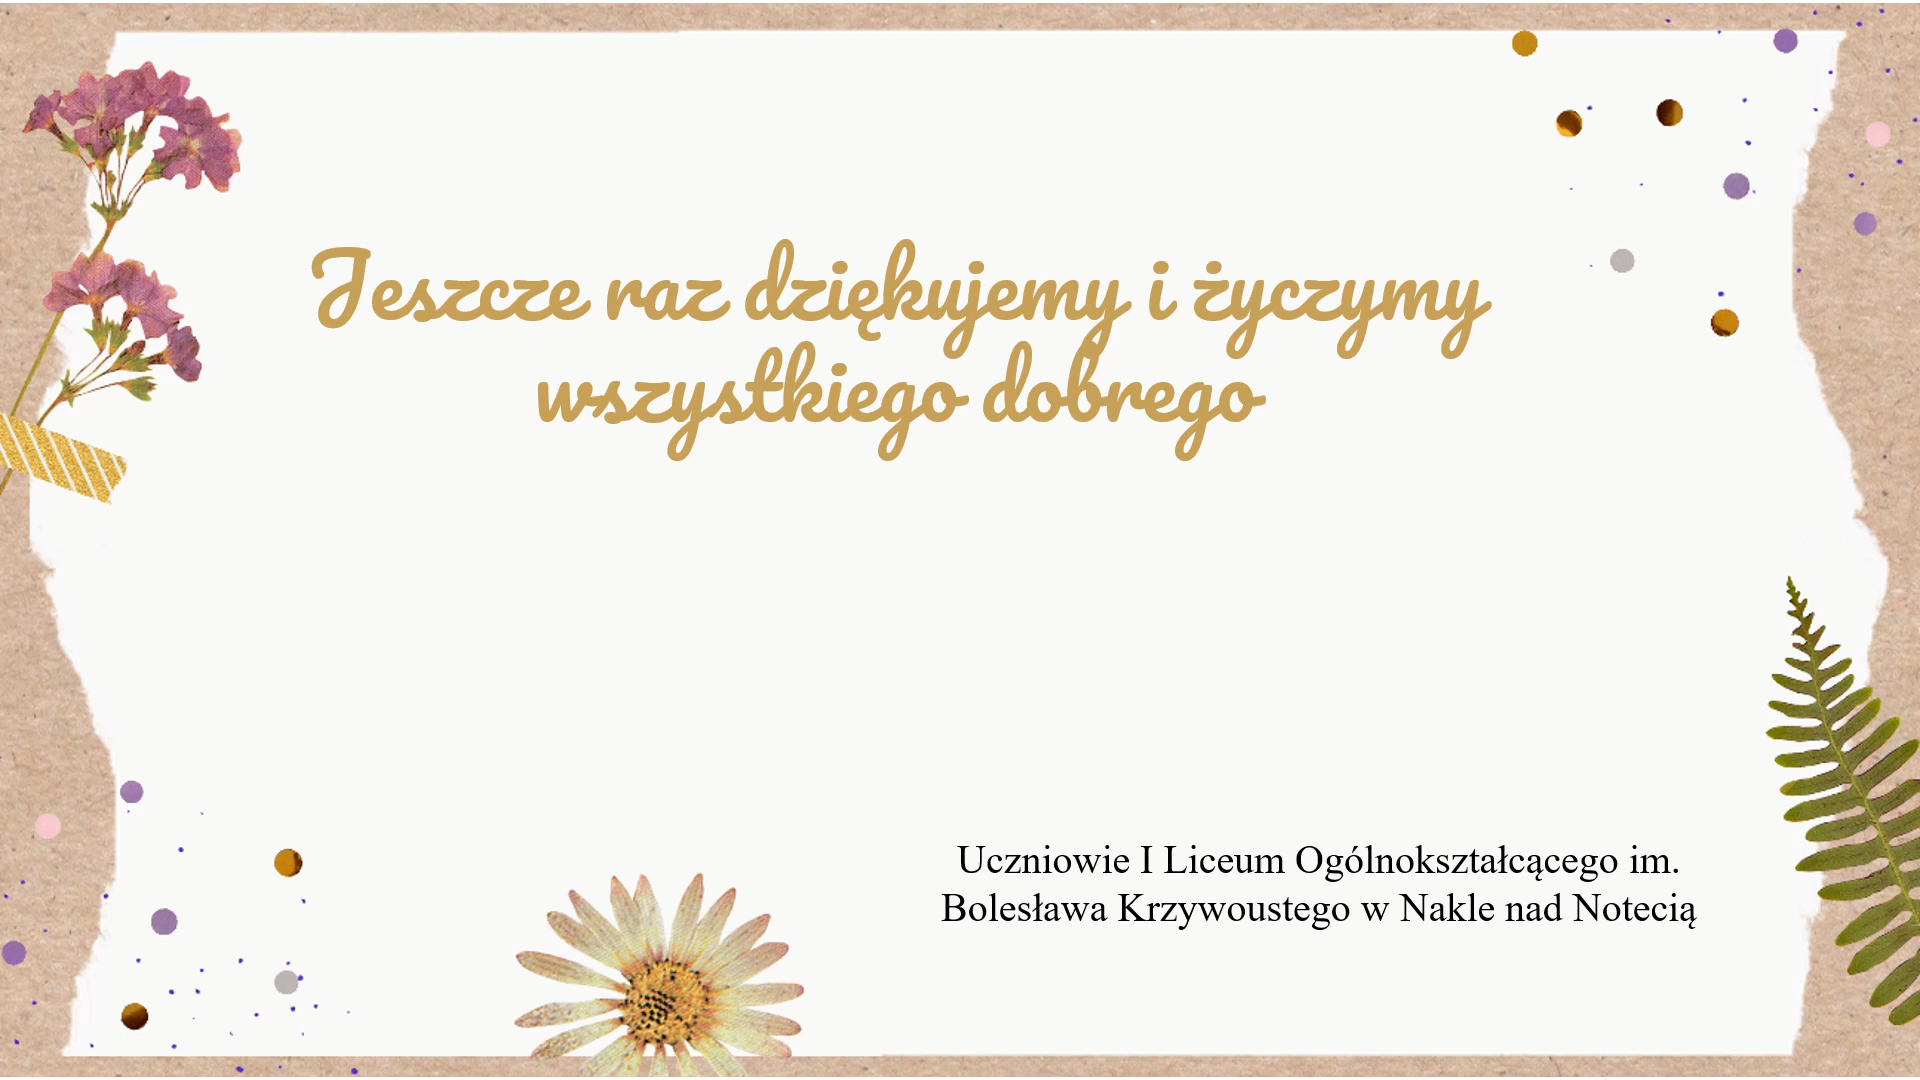 Jeszcze raz dziękujemy i życzymy
wszystkiego dobrego
Uczniowie I Liceum Ogólnokształcącego im.
Bolesława Krzywoustego w Nakle nad Notecią